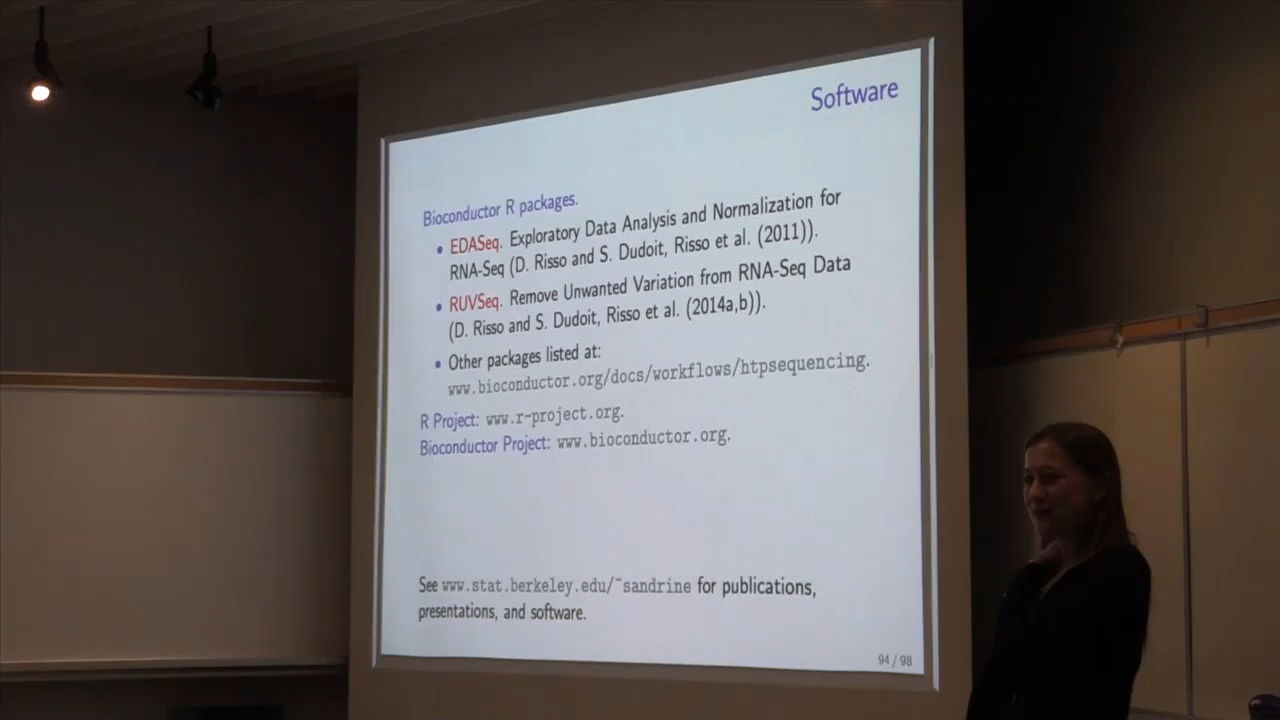 Software
Bioconductor R packages.
• EDASeq. Exploratory Data Analysis and Normalization for
RNA-Seq (D. Risso and S. Dudoit, Risso et al. (2011)).
• RUVSeq. Remove Unwanted Variation from RNA-Seq Data
(D. Risso and S. Dudoit, Risso et al. (2014a,b)).
• Other packages listed at:
www.bioconductor.org/docs/workflows/htpsequencing.
R Project: www.r-project.org.
Bioconductor Project: www.bioconductor.org.
See www.stat.berkeley.edu/~sandrine for publications,
presentations, and software.
94 / 98